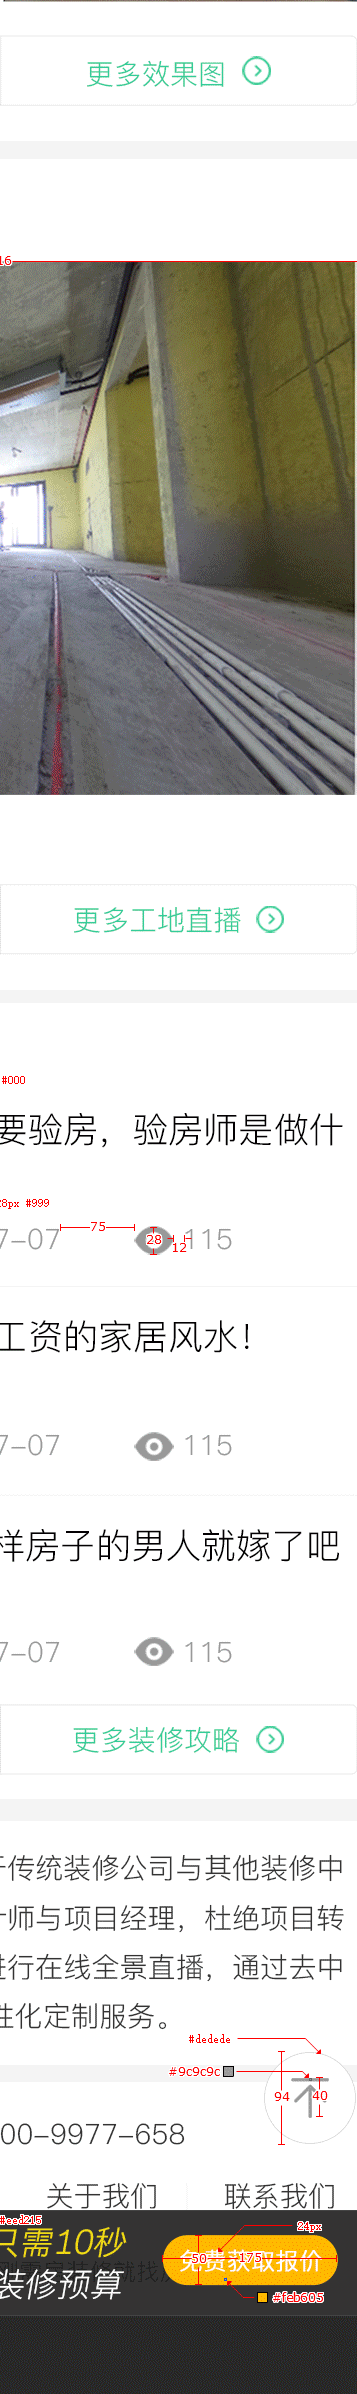 更多效果图
16
更多工地直播
#000
要验房，验房师是做什
28px #999
7-07 75 28 12 115
工资的家居风水！
7-07 115
样房子的男人就嫁了吧
7-07 115
更多装修攻略
传统装修公司与其他装修中
师与项目经理，杜绝项目转
进行在线全景直播，通过去中
性化定制服务。
#dedede
#9c9c9c
94 40
00-9977-658
关于我们 联系我们
#eed215 24px
只需10秒
50 175 免费获取报价
装修预算
#feb605